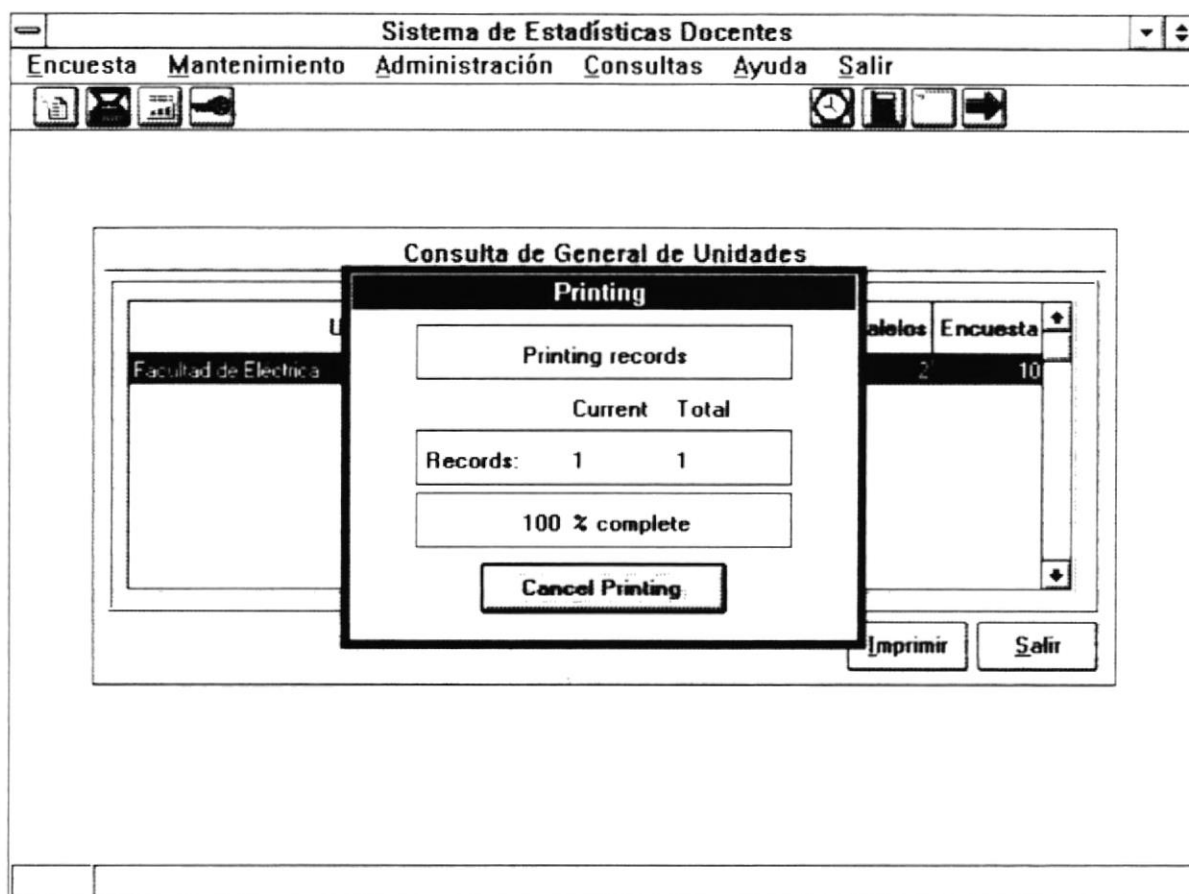 Sistema de Estadísticas Docentes
Encuesta Mantenimiento Administración Consultas Ayuda Salir
Consulta de General de Unidades
Printing
Encuesta
Printing records
Facultad de Eléctrica 2 10
Current Total
Records: 1 1
100 % complete
Cancel Printing
Imprimir Salir